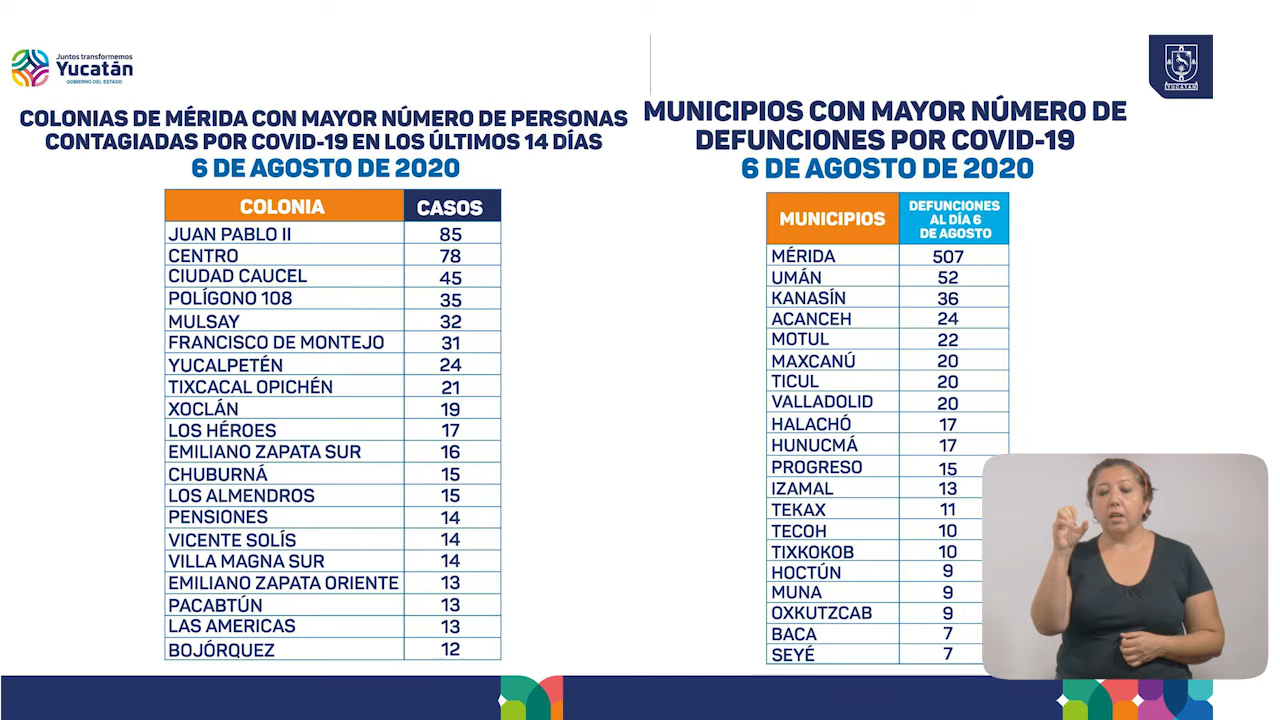 Juntos transformemos
Yucatán
GOBIERNO DEL ESTADO
COLONIAS DE MÉRIDA CON MAYOR NÚMERO DE PERSONAS
CONTAGIADAS POR COVID-19 EN LOS ÚLTIMOS 14 DÍAS
6 DE AGOSTO DE 2020
COLONIA CASOS
JUAN PABLO II 85
CENTRO 78
CIUDAD CAUCEL 45
POLÍGONO 108 35
MULSAY 32
FRANCISCO DE MONTEJO 31
YUCALPETÉN 24
TIXCACAL OPICHÉN 21
XOCLÁN 19
LOS HÉROES 17
EMILIANO ZAPATA SUR 16
CHUBURNÁ 15
LOS ALMENDROS 15
PENSIONES 14
VICENTE SOLÍS 14
VILLA MAGNA SUR 14
EMILIANO ZAPATA ORIENTE 13
PACABTÚN 13
LAS AMERICAS 13
BOJÓRQUEZ 12
YUCATÁN
MUNICIPIOS CON MAYOR NÚMERO DE
DEFUNCIONES POR COVID-19
6 DE AGOSTO DE 2020
MUNICIPIOS
DEFUNCIONES
AL DÍA 6
DE AGOSTO
MÉRIDA 507
UMÁN 52
KANASÍN 36
ACANCEH 24
MOTUL 22
MAXCANÚ 20
TICUL 20
VALLADOLID 20
HALACHÓ 17
HUNUCMÁ 17
PROGRESO 15
IZAMAL 13
TEKAX 11
TECOH 10
TIXKOKOB 10
HOCTÚN 9
MUNA 9
OXKUTZCAB 9
BACA 7
SEYÉ 7